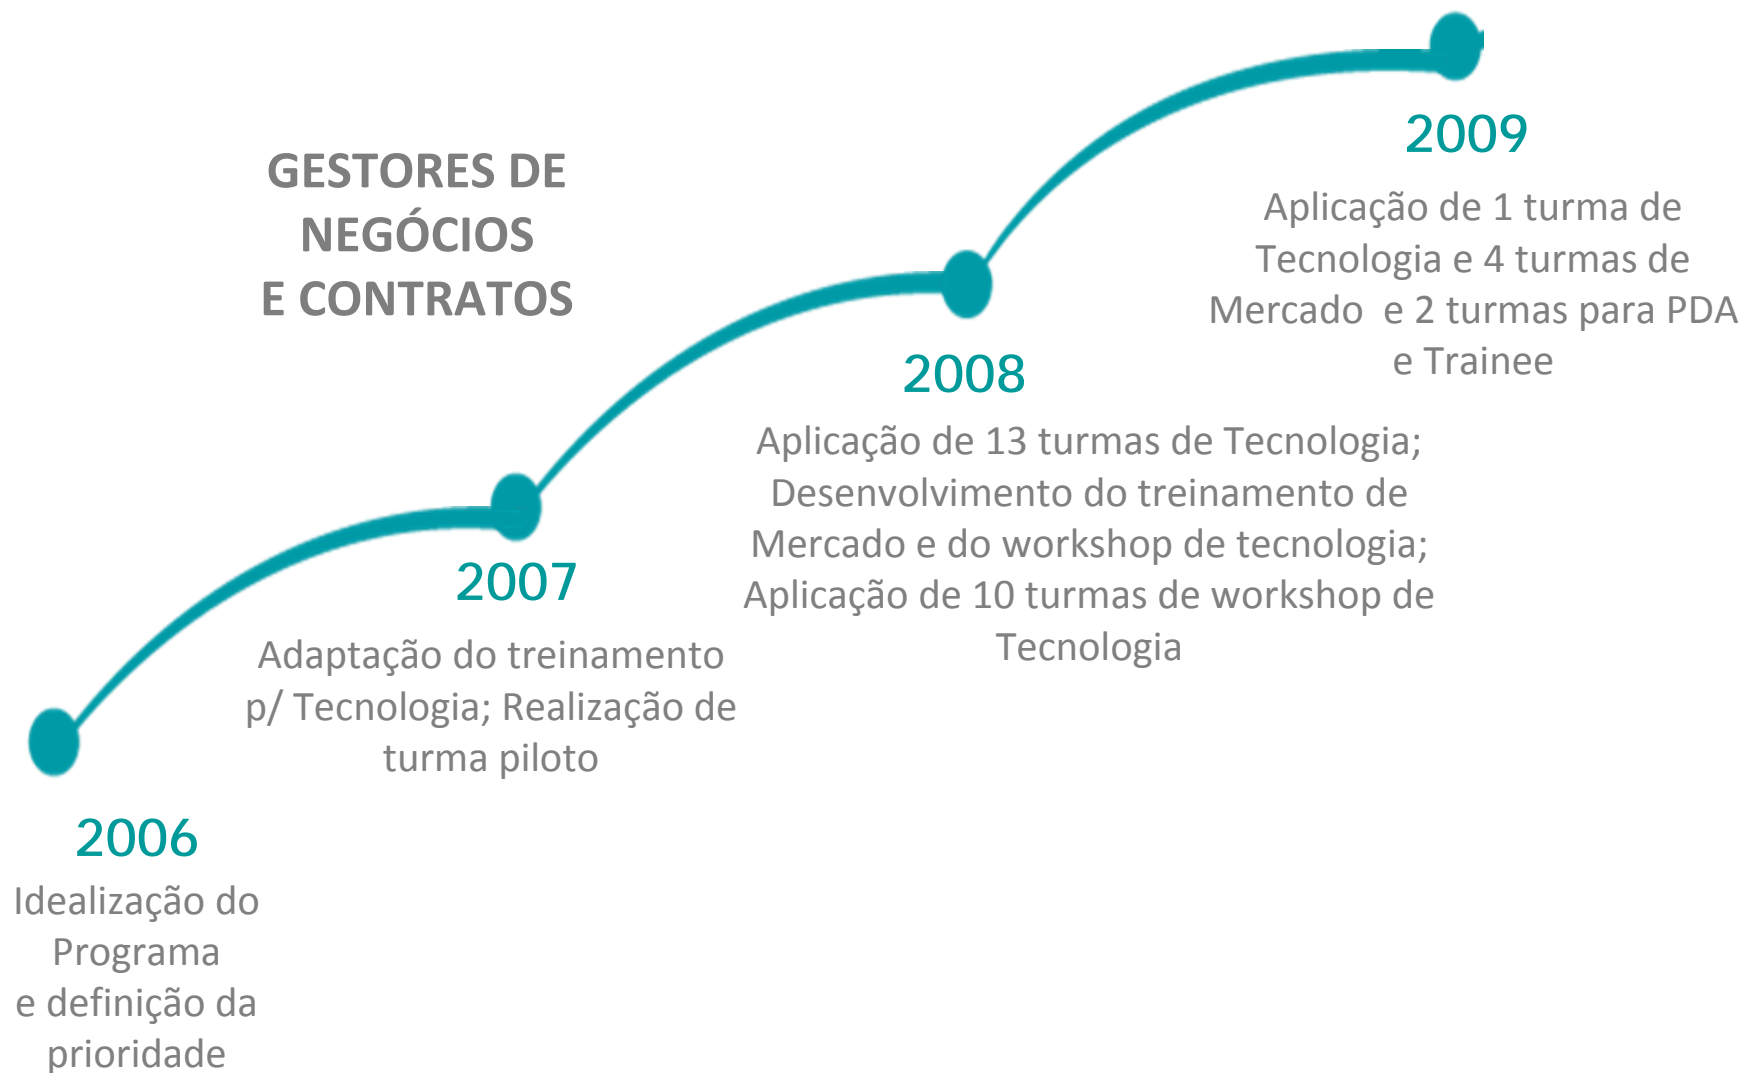 GESTORES DE
NEGÓCIOS
E CONTRATOS
2006
Idealização do
Programa
e definição da
prioridade
2007
Adaptação do treinamento
p/ Tecnologia; Realização de
turma piloto
2008
Aplicação de 13 turmas de Tecnologia;
Desenvolvimento do treinamento de
Mercado e do workshop de tecnologia;
Aplicação de 10 turmas de workshop de
Tecnologia
2009
Aplicação de 1 turma de
Tecnologia e 4 turmas de
Mercado  e 2 turmas para PDA
e Trainee